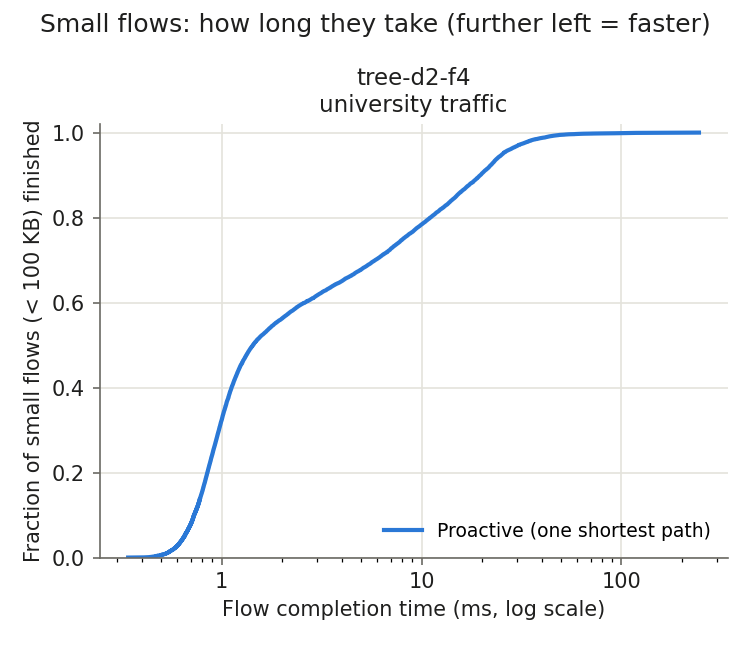 Small flows: how long they take (further left = faster)
tree-d2-f4
university traffic
Fraction of small flows (< 100 KB) finished
1.0
0.8
0.6
0.4
0.2
0.0
Proactive (one shortest path)
1
10
100
Flow completion time (ms, log scale)